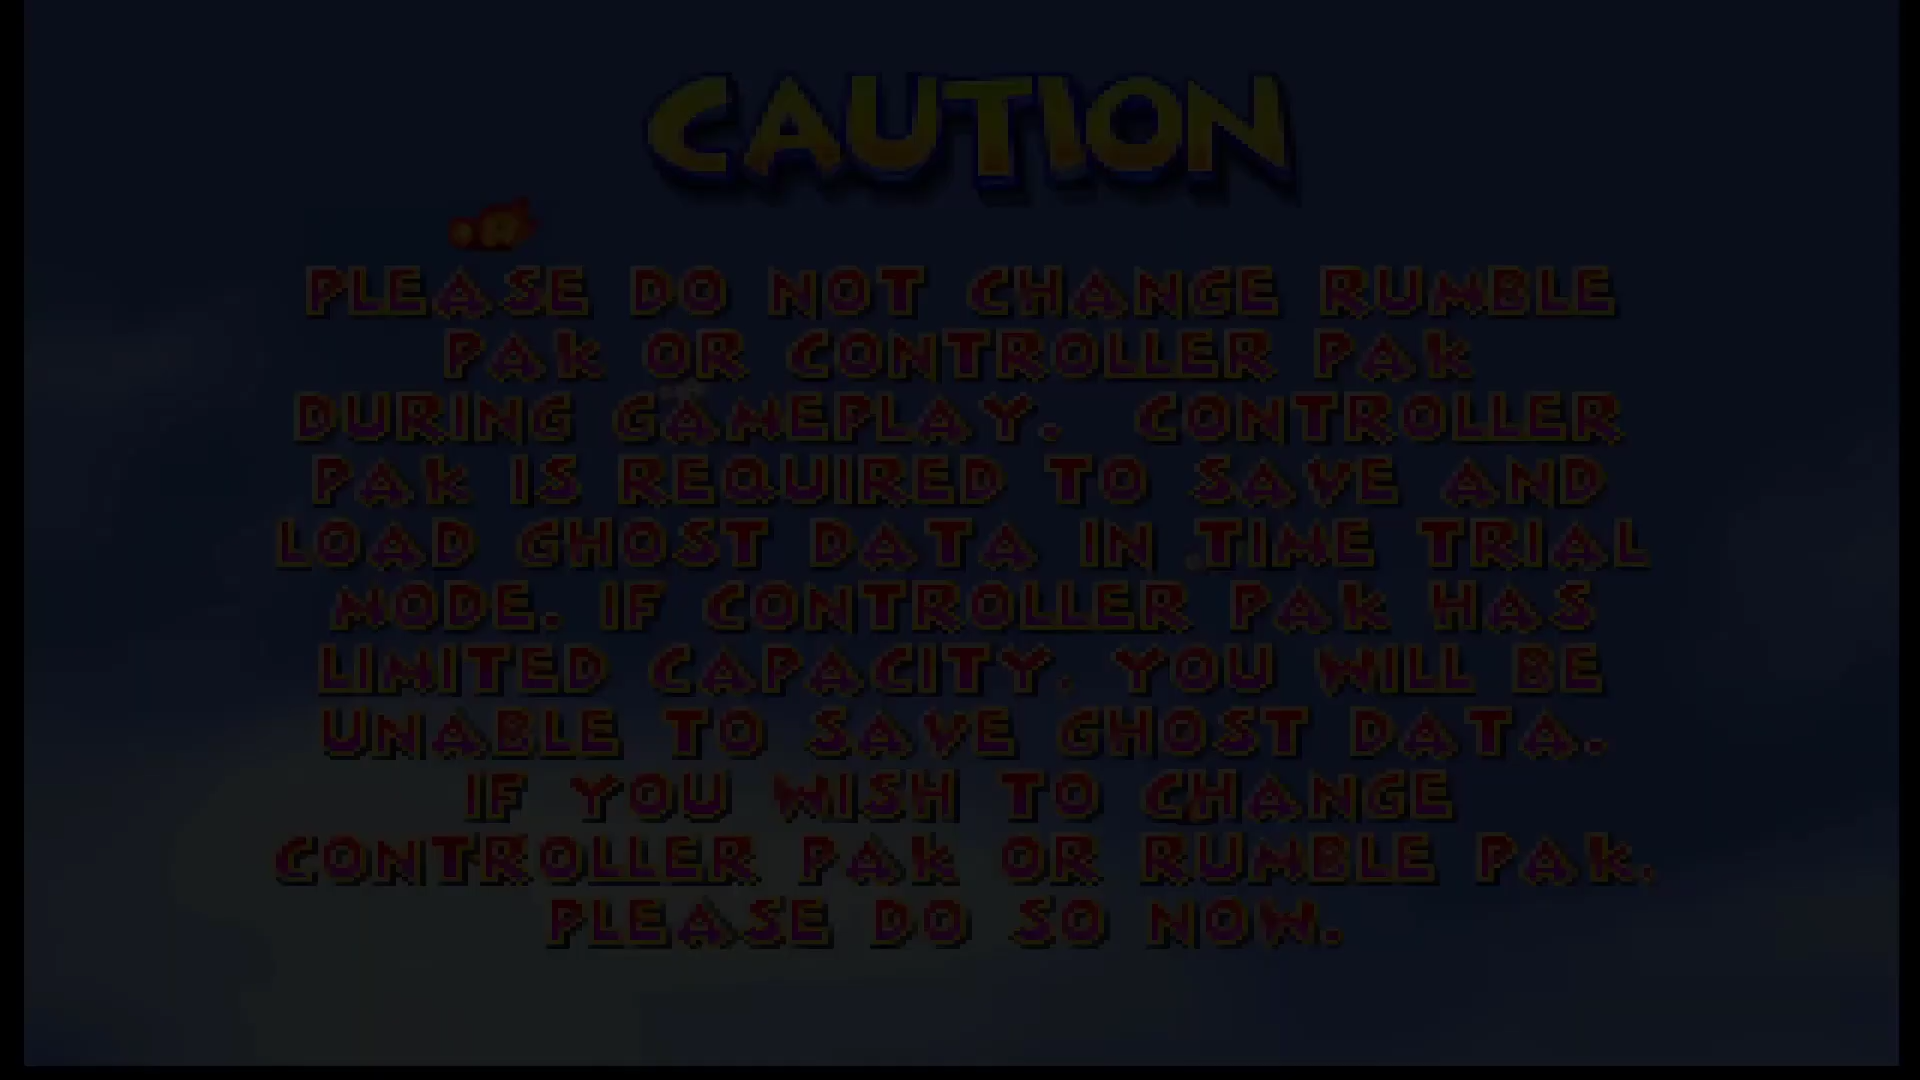 CAUTION
PLEASE DO NOT CHANGE RUMBLE
PAK OR CONTROLLER PAK
DURING GAMEPLAY. CONTROLLER
PAK IS REQUIRED TO SAVE AND
LOAD GHOST DATA IN TIME TRIAL
MODE. IF CONTROLLER PAK HAS
LIMITED CAPACITY. YOU WILL BE
UNABLE TO SAVE GHOST DATA.
IF YOU WISH TO CHANGE
CONTROLLER PAK OR RUMBLE PAK.
PLEASE DO SO NOW.